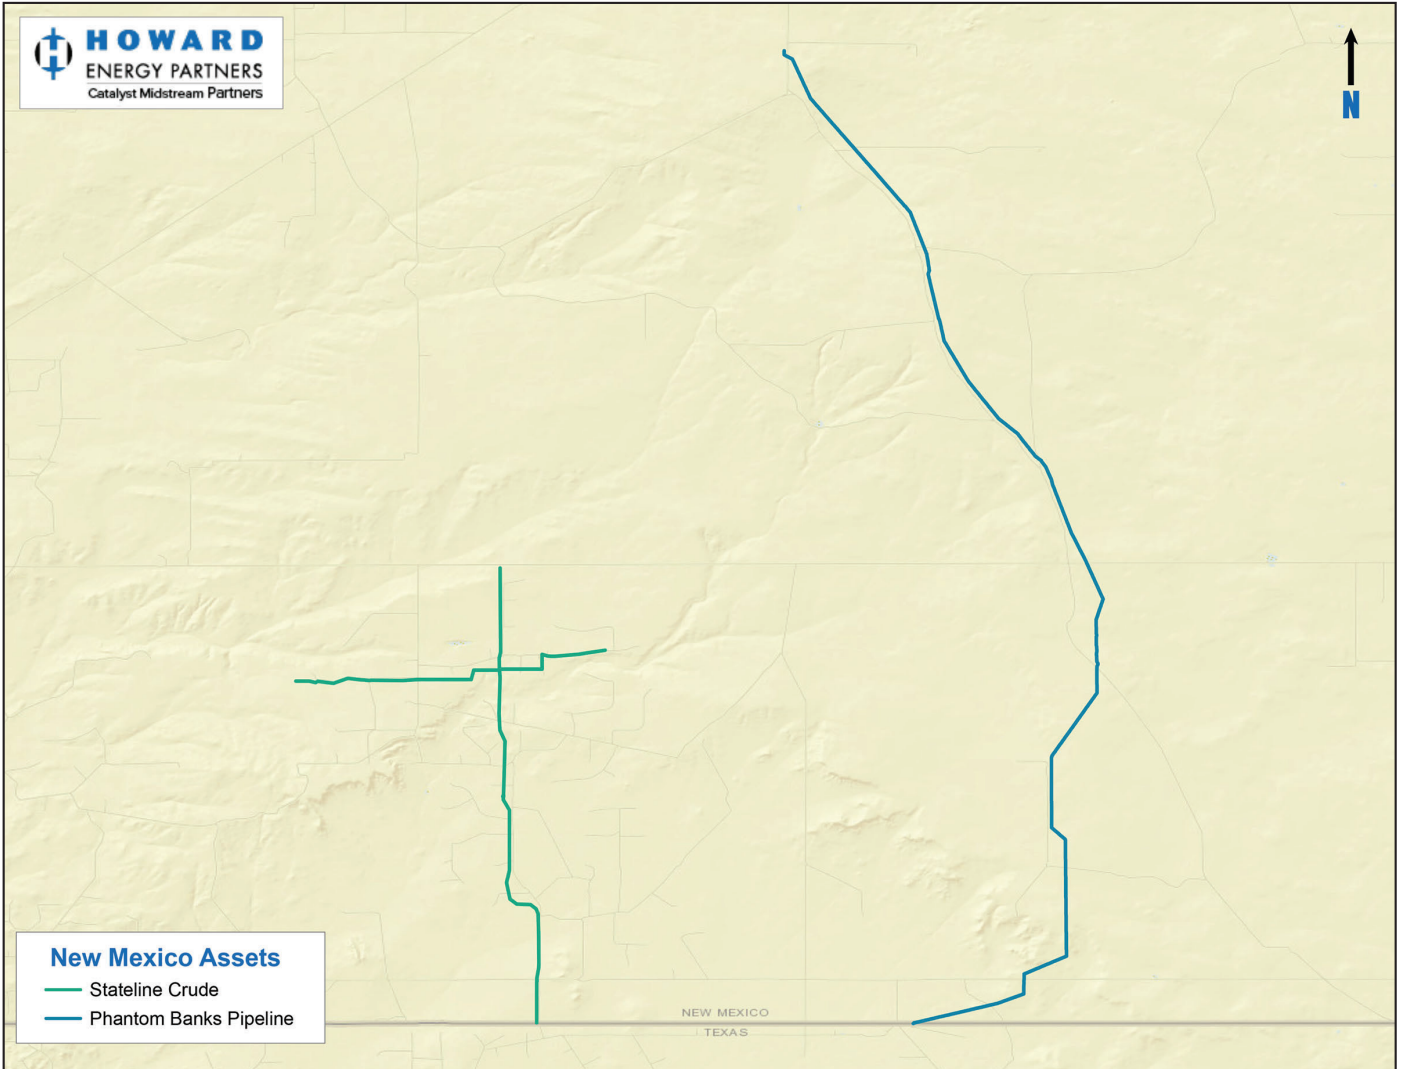 HOWARD
ENERGY PARTNERS
Catalyst Midstream Partners
N
New Mexico Assets
Stateline Crude
Phantom Banks Pipeline
NEW MEXICO
TEXAS